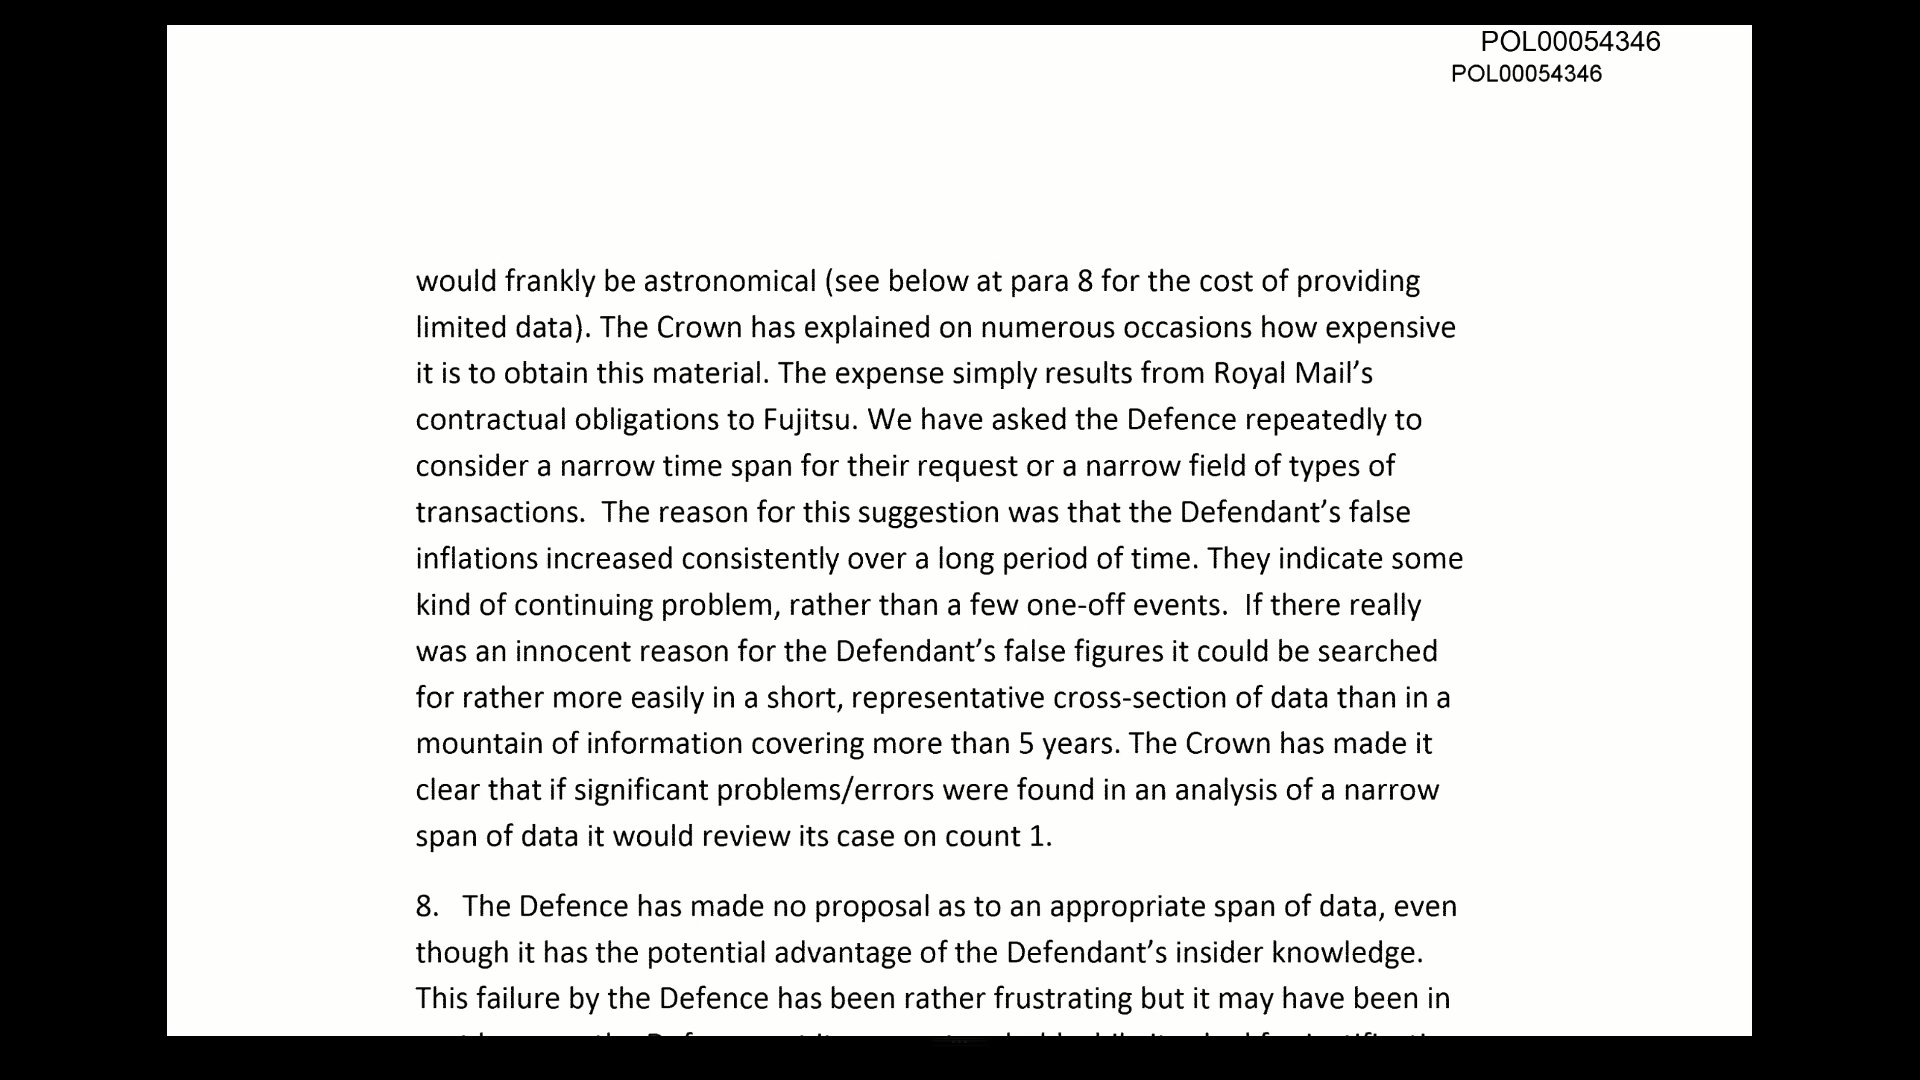 POL00054346
POL00054346
would frankly be astronomical (see below at para 8 for the cost of providing
limited data). The Crown has explained on numerous occasions how expensive
it is to obtain this material. The expense simply results from Royal Mail’s
contractual obligations to Fujitsu. We have asked the Defence repeatedly to
consider a narrow time span for their request or a narrow field of types of
transactions.  The reason for this suggestion was that the Defendant’s false
inflations increased consistently over a long period of time. They indicate some
kind of continuing problem, rather than a few one-off events.  If there really
was an innocent reason for the Defendant’s false figures it could be searched
for rather more easily in a short, representative cross-section of data than in a
mountain of information covering more than 5 years. The Crown has made it
clear that if significant problems/errors were found in an analysis of a narrow
span of data it would review its case on count 1.
8.   The Defence has made no proposal as to an appropriate span of data, even
though it has the potential advantage of the Defendant’s insider knowledge.
This failure by the Defence has been rather frustrating but it may have been in